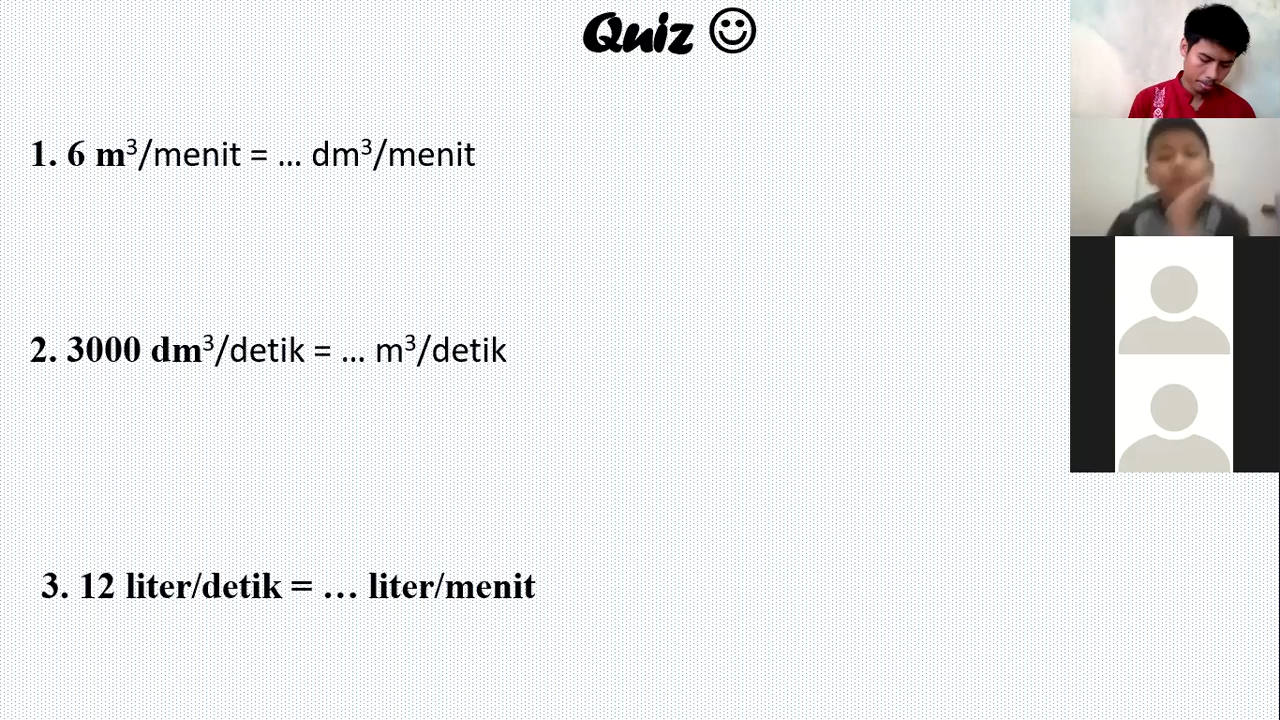 Quiz ☺
1. 6 m³/menit = ... dm³/menit
2. 3000 dm³/detik = ... m³/detik
3. 12 liter/detik = … liter/menit